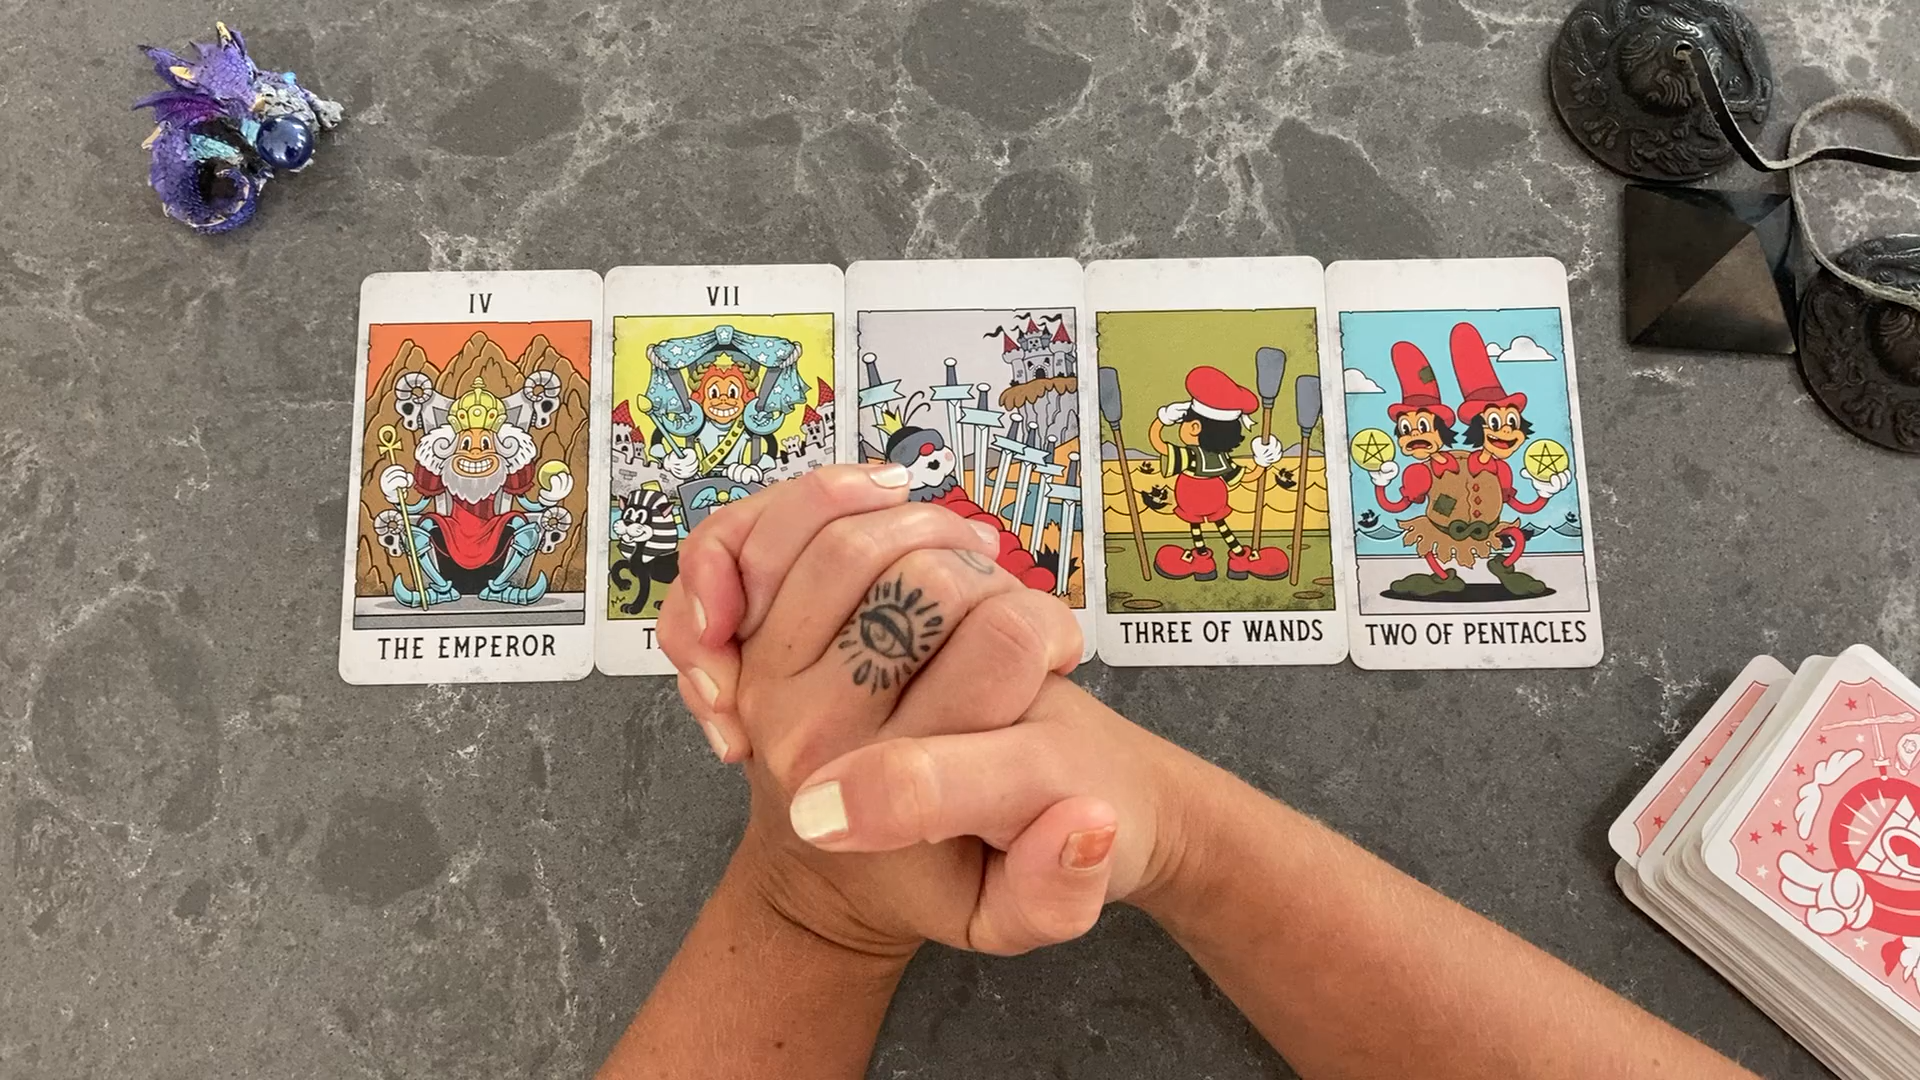 IV
VII
THE EMPEROR
T
THREE OF WANDS
TWO OF PENTACLES